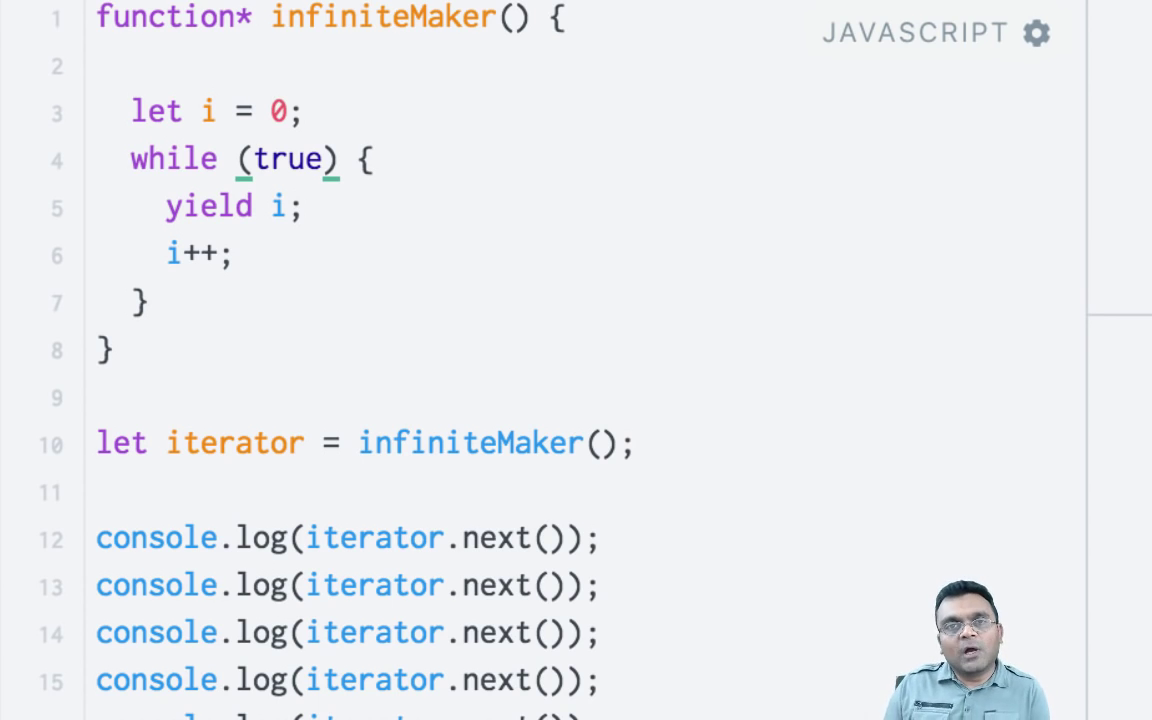 1 function* infiniteMaker() {
JAVASCRIPT
2
3 let i = 0;
4 while (true) {
5 yield i;
6 i++;
7 }
8 }
9
10 let iterator = infiniteMaker();
11
12 console.log(iterator.next());
13 console.log(iterator.next());
14 console.log(iterator.next());
15 console.log(iterator.next());